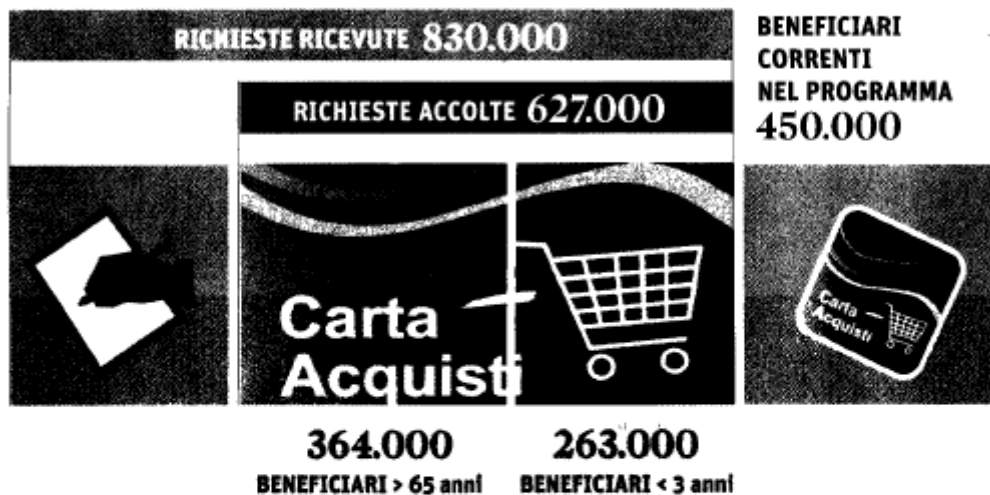 RICHIESTE RICEVUTE 830.000
RICHIESTE ACCOLTE 627.000
BENEFICIARI
CORRENTI
NEL PROGRAMMA
450.000
Carta
Acquisti
Carta
Acquisti
364.000
BENEFICIARI > 65 anni
263.000
BENEFICIARI < 3 anni